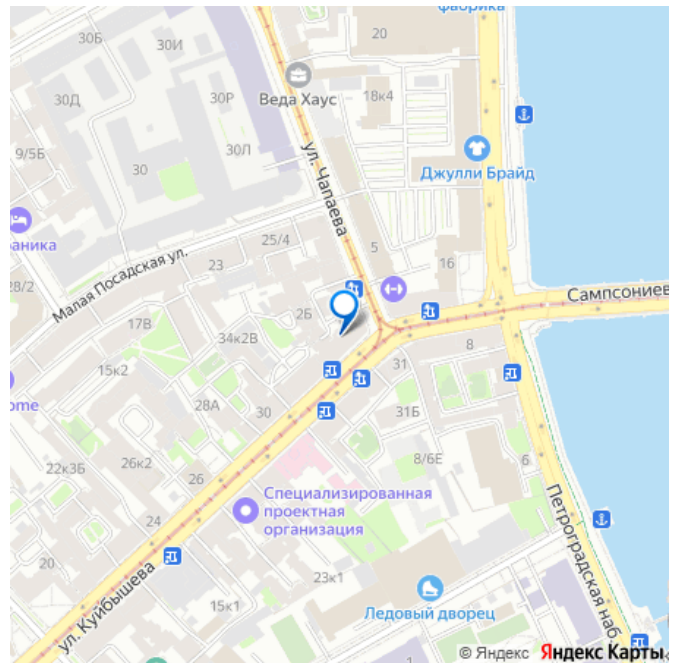 фабрика
20
30Б
30И
Веда Хаус
18к4
30Д
30Р
9/5Б
30
30Л
ул. Чапаева
Джулли Брайд
аника
25/4
5
Малая Посадская ул.
23
16
28/2
2Б
Сампсониев
17В
34к2В
8
15к2
31
ome
28А
30
31Б
22к3Б
26к2
26
8/6Е
6
Специализированная
проектная
организация
24
Петроградская наб
20
ул. Куйбышева
23к1
15к1
Ледовый дворец
© Яндекс Яндекс Карты